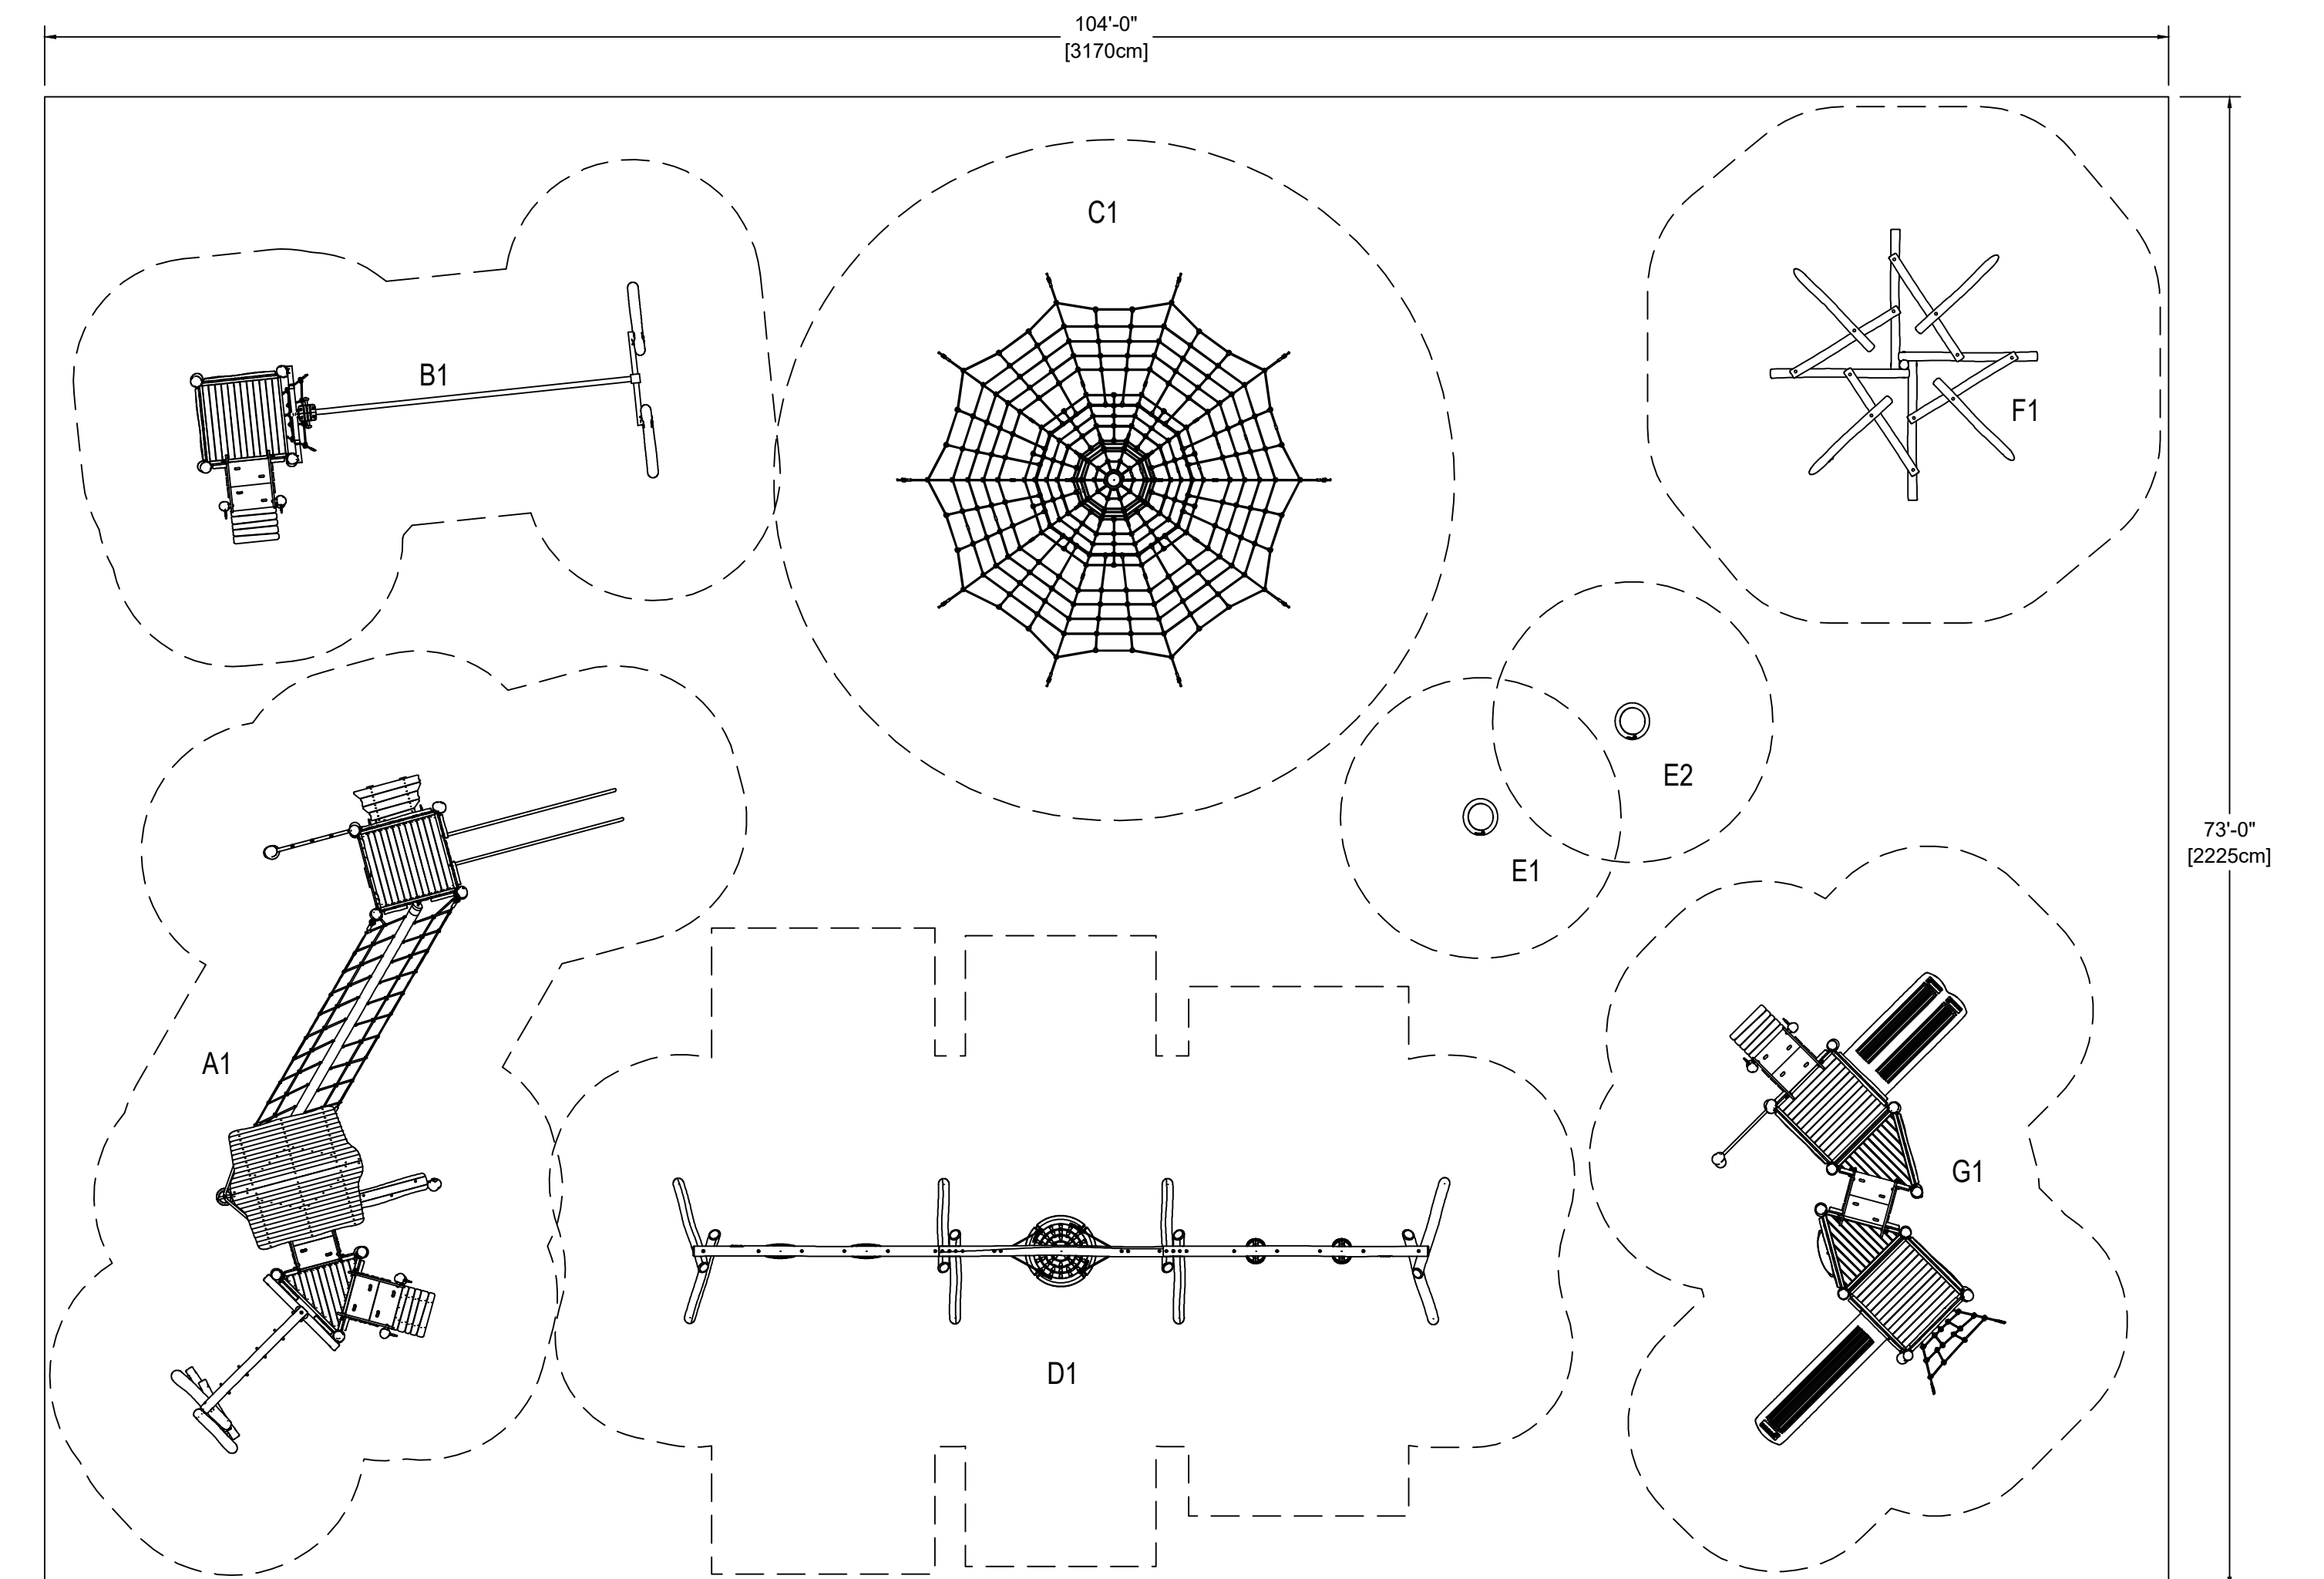 104'-0"
[3170cm]
C1
B1
F1
E2
73'-0"
[2225cm]
E1
A1
G1
D1